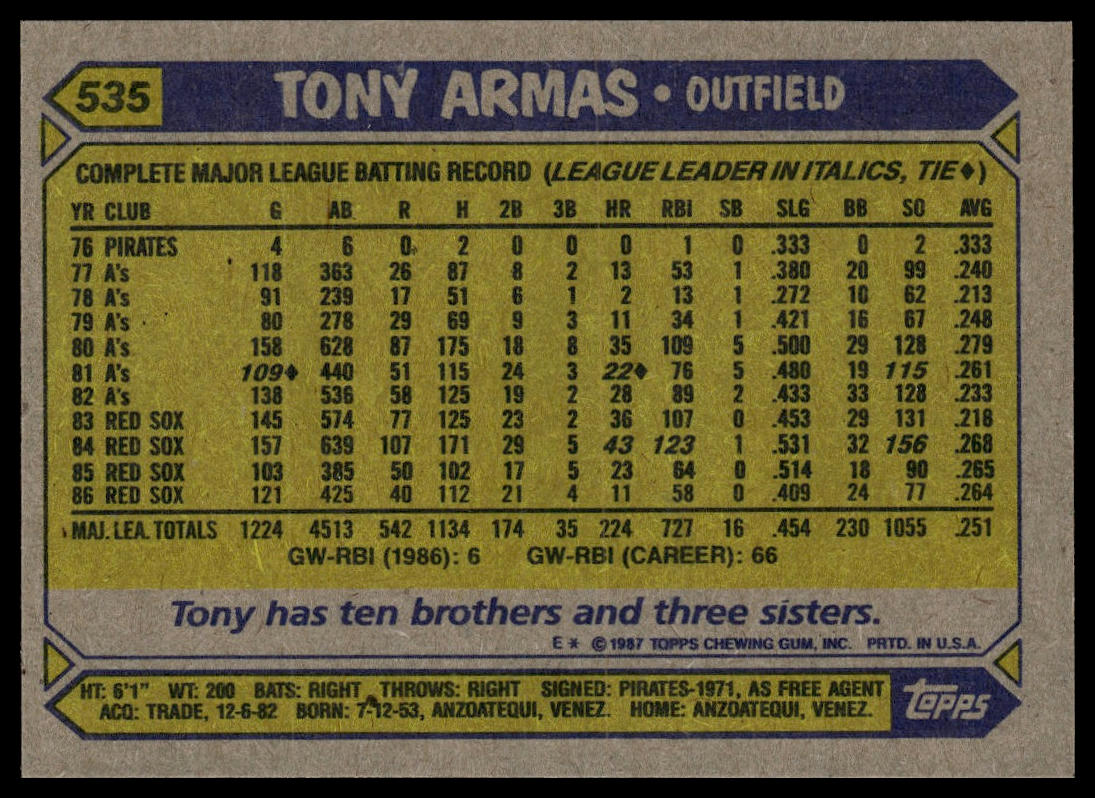 535 TONY ARMAS • OUTFIELD
COMPLETE MAJOR LEAGUE BATTING RECORD (LEAGUE LEADER IN ITALICS, TIE♦)
YR CLUB G AB R H 2B 3B HR RBI SB SLG BB SO AVG
76 PIRATES 4 6 0 2 0 0 0 1 0 .333 0 2 .333
77 A's 118 363 26 87 8 2 13 53 1 .380 20 99 .240
78 A's 91 239 17 51 6 1 2 13 1 .272 10 62 .213
79 A's 80 278 29 69 9 3 11 34 1 .421 16 67 .248
80 A's 158 628 87 175 18 8 35 109 5 .500 29 128 .279
81 A's 109♦ 440 51 115 24 3 22♦ 76 5 .480 19 115 .261
82 A's 138 536 58 125 19 2 28 89 2 .433 33 128 .233
83 RED SOX 145 574 77 125 23 2 36 107 0 .453 29 131 .218
84 RED SOX 157 639 107 171 29 5 43 123 1 .531 32 156 .268
85 RED SOX 103 385 50 102 17 5 23 64 0 .514 18 90 .265
86 RED SOX 121 425 40 112 21 4 11 58 0 .409 24 77 .264
MAJ. LEA. TOTALS 1224 4513 542 1134 174 35 224 727 16 .454 230 1055 .251
GW-RBI (1986): 6 GW-RBI (CAREER): 66
Tony has ten brothers and three sisters.
E * © 1987 TOPPS CHEWING GUM, INC. PRTD. IN U.S.A.
HT: 6'1" WT: 200 BATS: RIGHT THROWS: RIGHT SIGNED: PIRATES-1971, AS FREE AGENT
ACQ: TRADE, 12-6-82 BORN: 7-12-53, ANZOATEQUI, VENEZ. HOME: ANZOATEQUI, VENEZ.
TOPPS